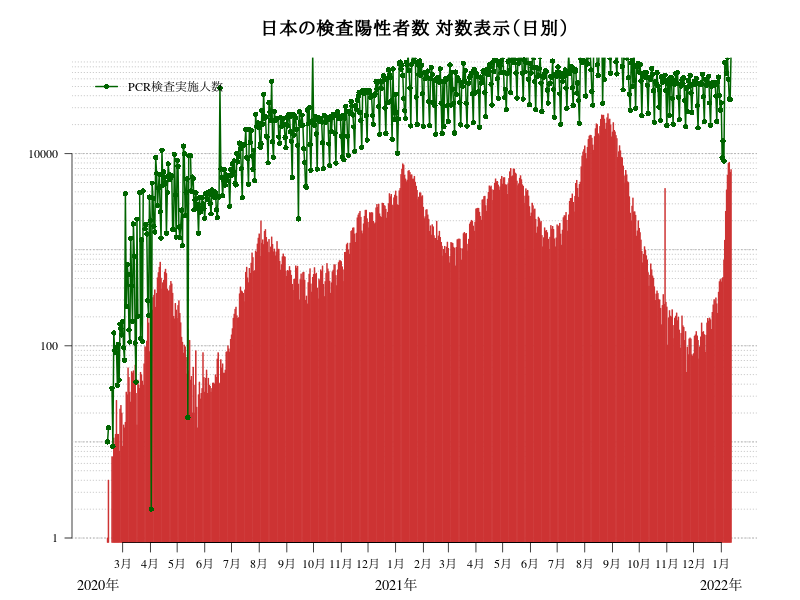 日本の検査陽性者数 対数表示（日別）
PCR検査実施人数
10000
100
1
3月 4月 5月 6月 7月 8月 9月 10月 11月 12月 1月 2月 3月 4月 5月 6月 7月 8月 9月 10月 11月 12月 1月
2020年 2021年 2022年